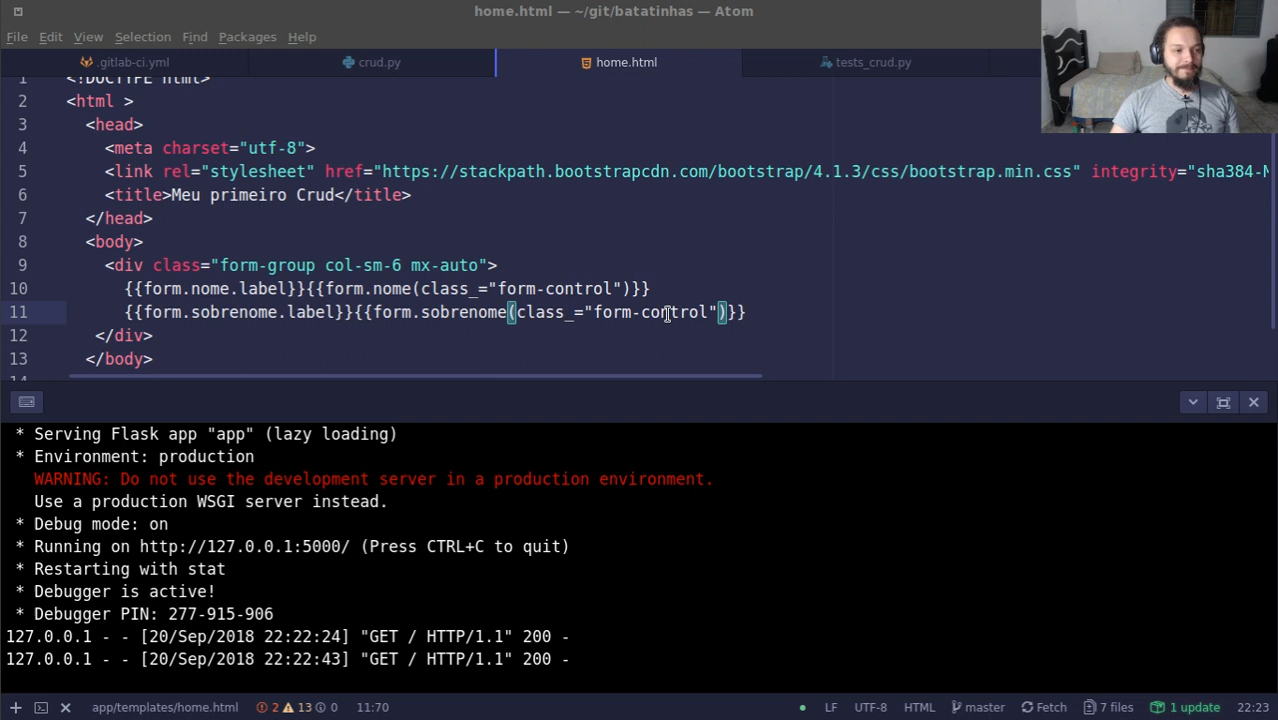 home.html — ~/git/batatinhas — Atom
File Edit View Selection Find Packages Help
.gitlab-ci.yml crud.py home.html tests_crud.py
1 <!DOCTYPE html>
2 <html >
3 <head>
4 <meta charset="utf-8">
5 <link rel="stylesheet" href="https://stackpath.bootstrapcdn.com/bootstrap/4.1.3/css/bootstrap.min.css" integrity="sha384-M
6 <title>Meu primeiro Crud</title>
7 </head>
8 <body>
9 <div class="form-group col-sm-6 mx-auto">
10 {{form.nome.label}}{{form.nome(class_="form-control")}}
11 {{form.sobrenome.label}}{{form.sobrenome(class_="form-control")}}
12 </div>
13 </body>
14
* Serving Flask app "app" (lazy loading)
* Environment: production
WARNING: Do not use the development server in a production environment.
Use a production WSGI server instead.
* Debug mode: on
* Running on http://127.0.0.1:5000/ (Press CTRL+C to quit)
* Restarting with stat
* Debugger is active!
* Debugger PIN: 277-915-906
127.0.0.1 - - [20/Sep/2018 22:22:24] "GET / HTTP/1.1" 200 -
127.0.0.1 - - [20/Sep/2018 22:22:43] "GET / HTTP/1.1" 200 -
app/templates/home.html 2 13 0 11:70 LF UTF-8 HTML master Fetch 7 files 1 update 22:23